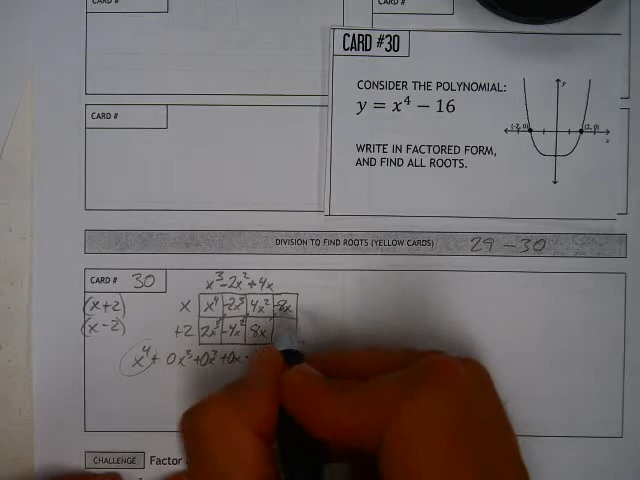 CARD #
CARD #
CARD #30
CONSIDER THE POLYNOMIAL:
y = x⁴ − 16
WRITE IN FACTORED FORM,
AND FIND ALL ROOTS.
y
(-2, 0)
(2, 0)
x
CARD #
DIVISION TO FIND ROOTS (YELLOW CARDS) 29 - 30
CARD # 30
x³-2x²+4x
(x+2) x x⁴ -2x³ 4x² -8x
(x-2) +2 2x³ -4x² 8x
x⁴ + 0x³ +0x² +0x -
CHALLENGE Factor